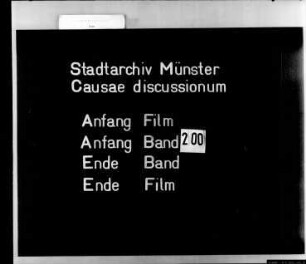 Stadtarchiv Münster
Causae discussionum
Anfang Film
Anfang Band 200
Ende Band
Ende Film